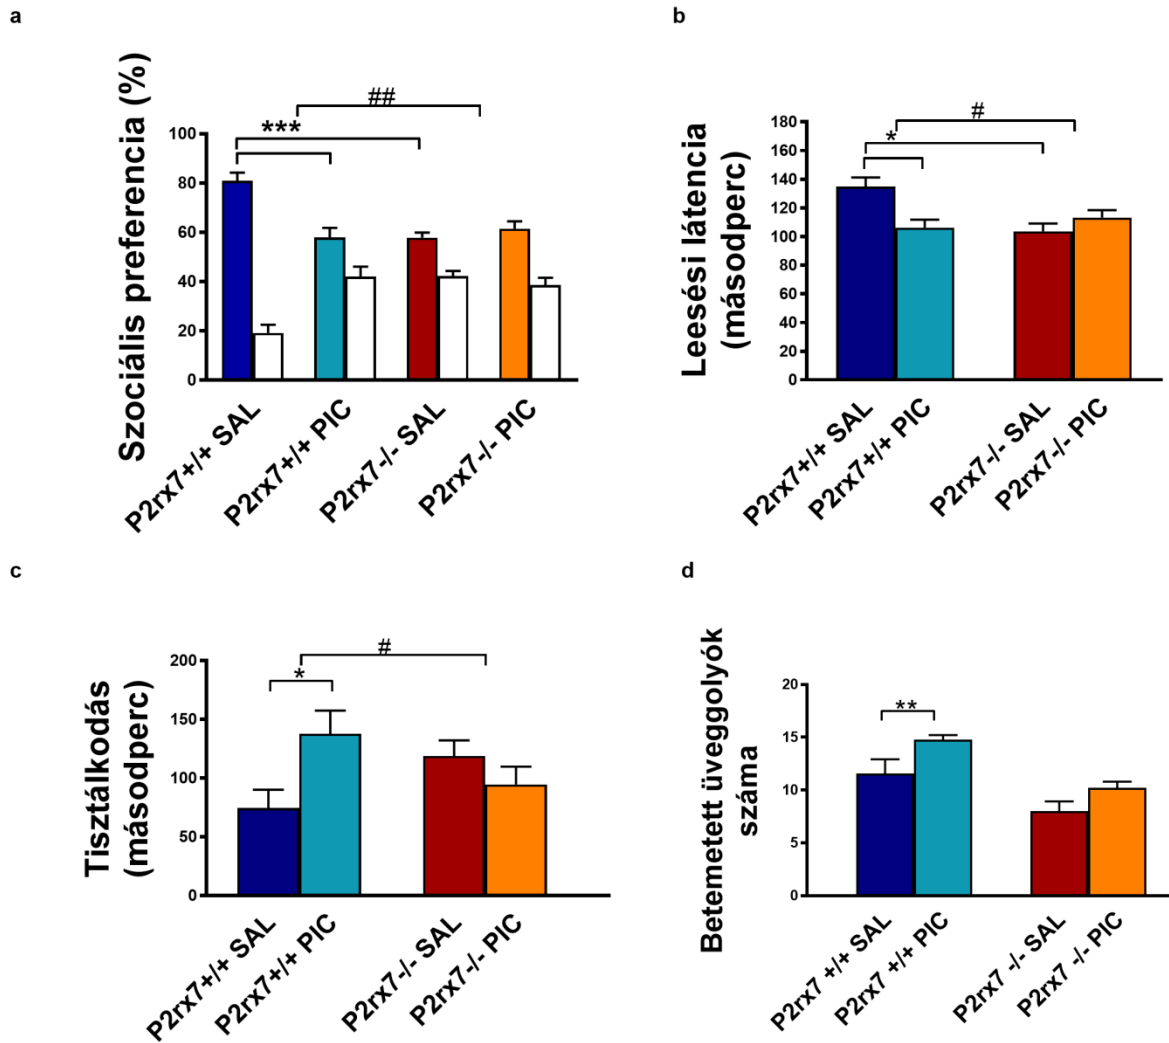 a
Szociális preferencia (%)
##
***
100
80
60
40
20
0
P2rx7+/+ SAL
P2rx7+/+ PIC
P2rx7-/- SAL
P2rx7-/- PIC
b
Leesési látencia
(másodperc)
#
*
180
160
140
120
100
80
60
40
20
0
P2rx7+/+ SAL
P2rx7+/+ PIC
P2rx7-/- SAL
P2rx7-/- PIC
c
Tisztálkodás
(másodperc)
#
*
200
150
100
50
0
P2rx7+/+ SAL
P2rx7+/+ PIC
P2rx7-/- SAL
P2rx7-/- PIC
d
Betemetett üveggolyók
száma
**
20
15
10
5
0
P2rx7 +/+ SAL
P2rx7 +/+ PIC
P2rx7 -/- SAL
P2rx7 -/- PIC